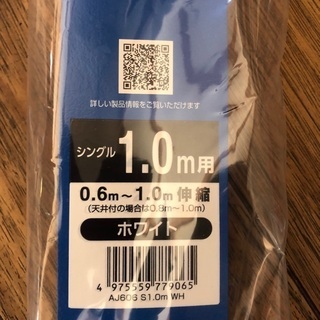 詳しい製品情報をご覧いただけます
シングル 1.0m用
0.6m～1.0m 伸縮
(天井付の場合は0.8m～1.0m)
ホワイト
4 975559 779065
AJ606 S1.0m WH